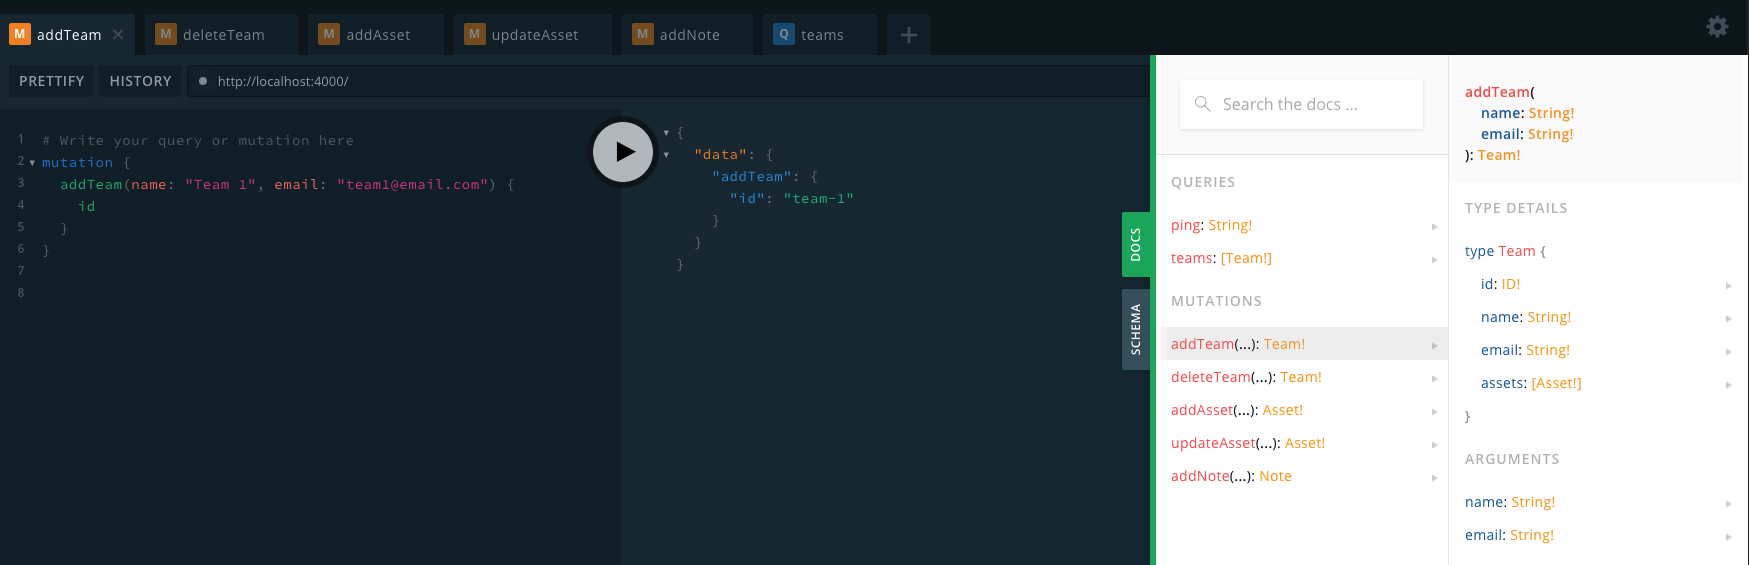 M addTeam
M deleteTeam
M addAsset
M updateAsset
M addNote
Q teams
PRETTIFY
HISTORY
http://localhost:4000/
1 # Write your query or mutation here
2 mutation {
3 addTeam(name: "Team 1", email: "team1@email.com") {
4 id
5 }
6 }
7
8
{
"data": {
"addTeam": {
"id": "team-1"
}
}
}
DOCS
SCHEMA
Search the docs ...
QUERIES
ping: String!
teams: [Team!]
MUTATIONS
addTeam(...): Team!
deleteTeam(...): Team!
addAsset(...): Asset!
updateAsset(...): Asset!
addNote(...): Note
addTeam(
name: String!
email: String!
): Team!
TYPE DETAILS
type Team {
id: ID!
name: String!
email: String!
assets: [Asset!]
}
ARGUMENTS
name: String!
email: String!